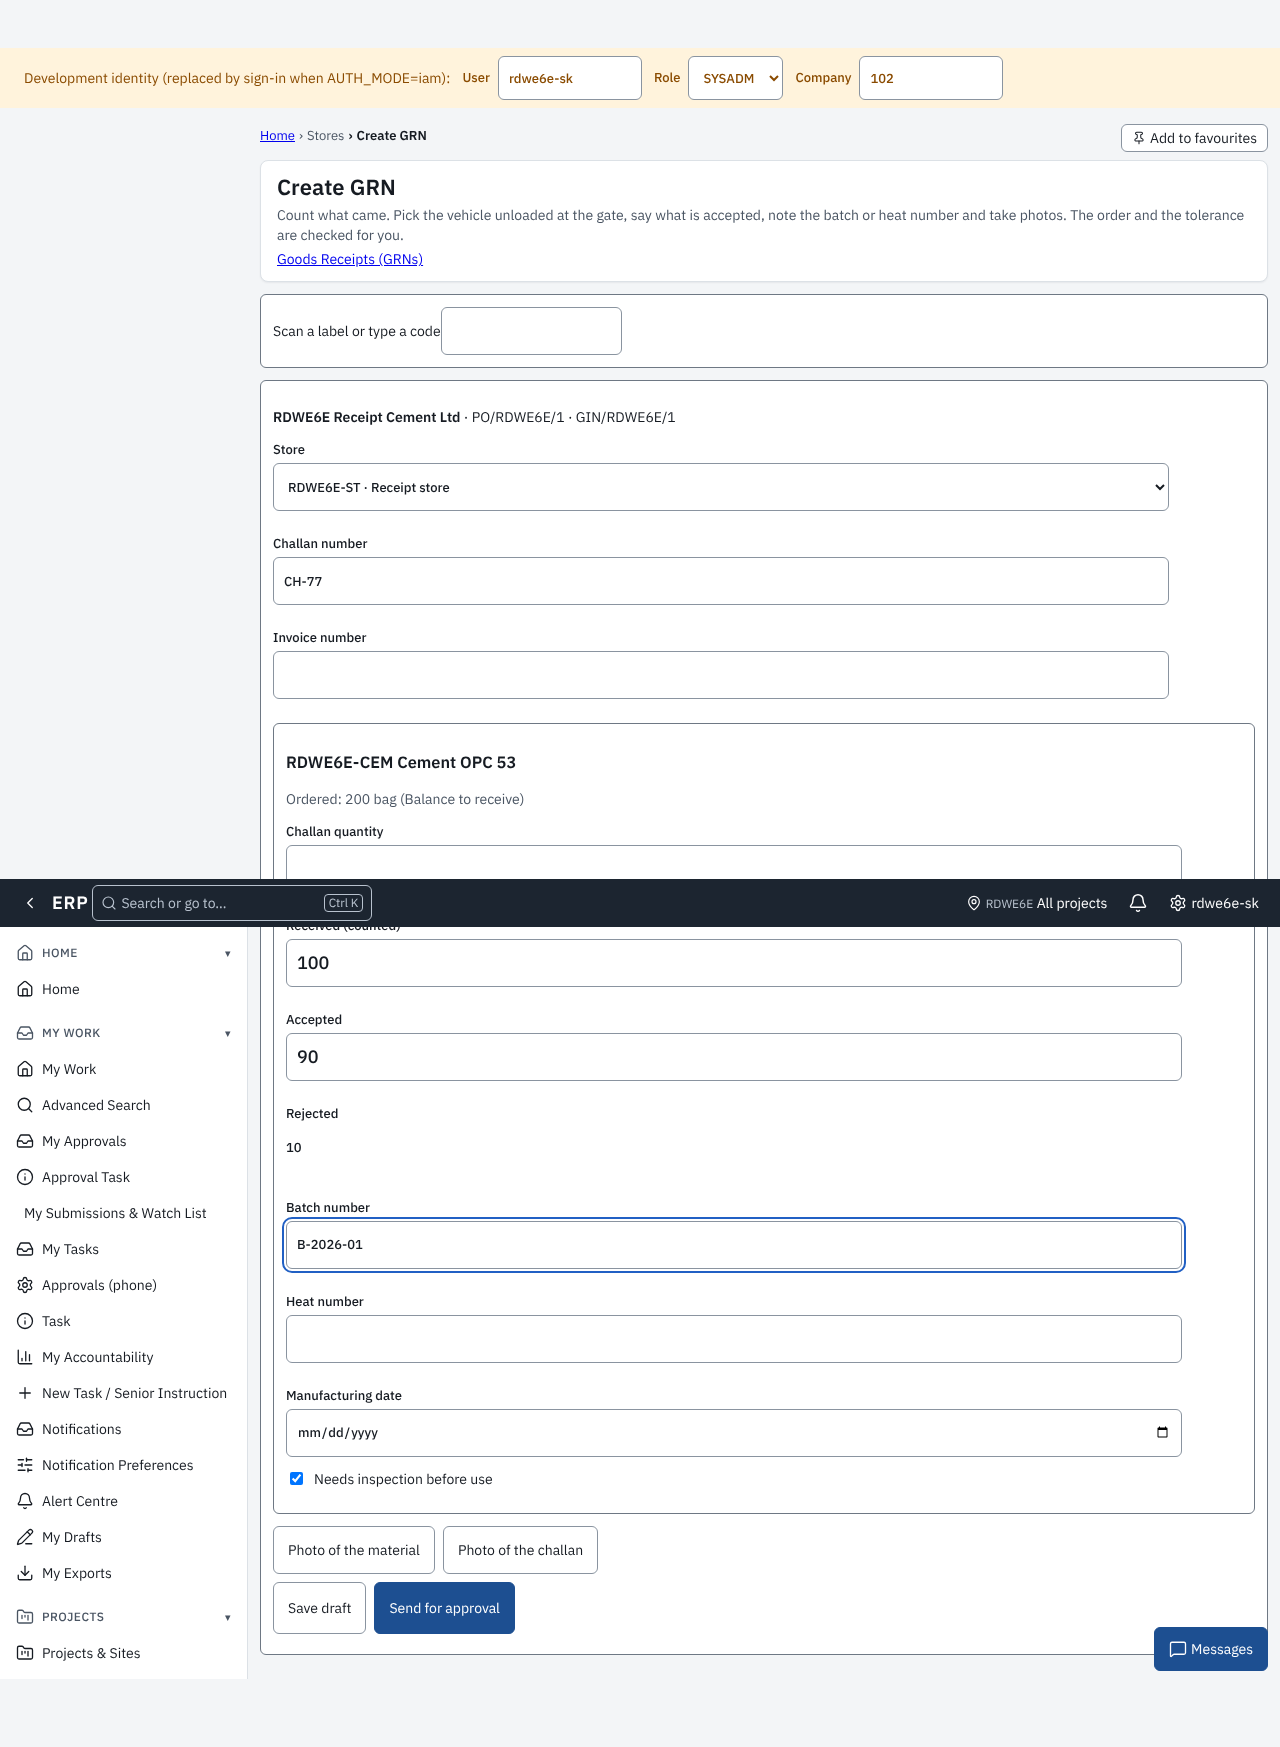 Development identity (replaced by sign-in when AUTH_MODE=iam): User rdwe6e-sk Role SYSADM Company 102
Home › Stores › Create GRN
Add to favourites
Create GRN
Count what came. Pick the vehicle unloaded at the gate, say what is accepted, note the batch or heat number and take photos. The order and the tolerance
are checked for you.
Goods Receipts (GRNs)
Scan a label or type a code
RDWE6E Receipt Cement Ltd · PO/RDWE6E/1 · GIN/RDWE6E/1
Store
RDWE6E-ST · Receipt store
Challan number
CH-77
Invoice number
RDWE6E-CEM Cement OPC 53
Ordered: 200 bag (Balance to receive)
Challan quantity
ERP
Search or go to...
Ctrl K
RDWE6E All projects
rdwe6e-sk
Received (counted)
100
Accepted
90
Rejected
10
Batch number
B-2026-01
Heat number
Manufacturing date
mm/dd/yyyy
Needs inspection before use
Photo of the material
Photo of the challan
Save draft
Send for approval
Messages
HOME
Home
MY WORK
My Work
Advanced Search
My Approvals
Approval Task
My Submissions & Watch List
My Tasks
Approvals (phone)
Task
My Accountability
New Task / Senior Instruction
Notifications
Notification Preferences
Alert Centre
My Drafts
My Exports
PROJECTS
Projects & Sites